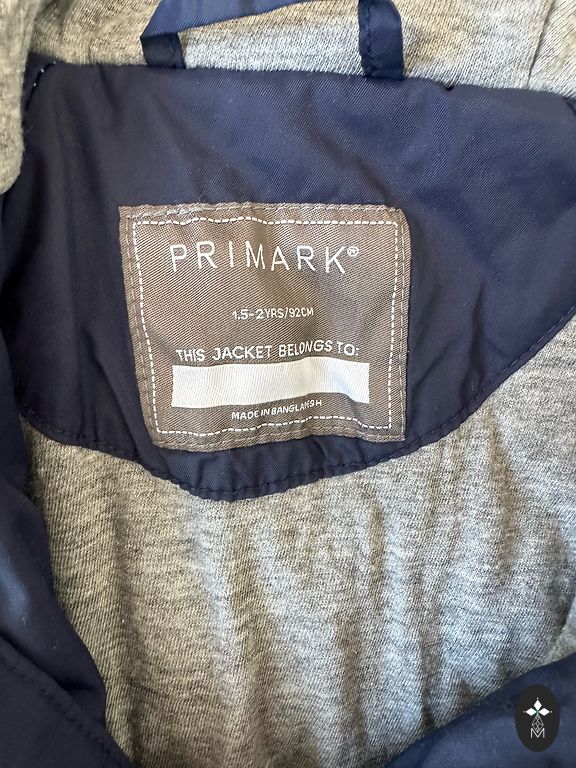 PRIMARK®
1.5-2YRS/92CM
THIS JACKET BELONGS TO:
MADE IN BANGLADESH